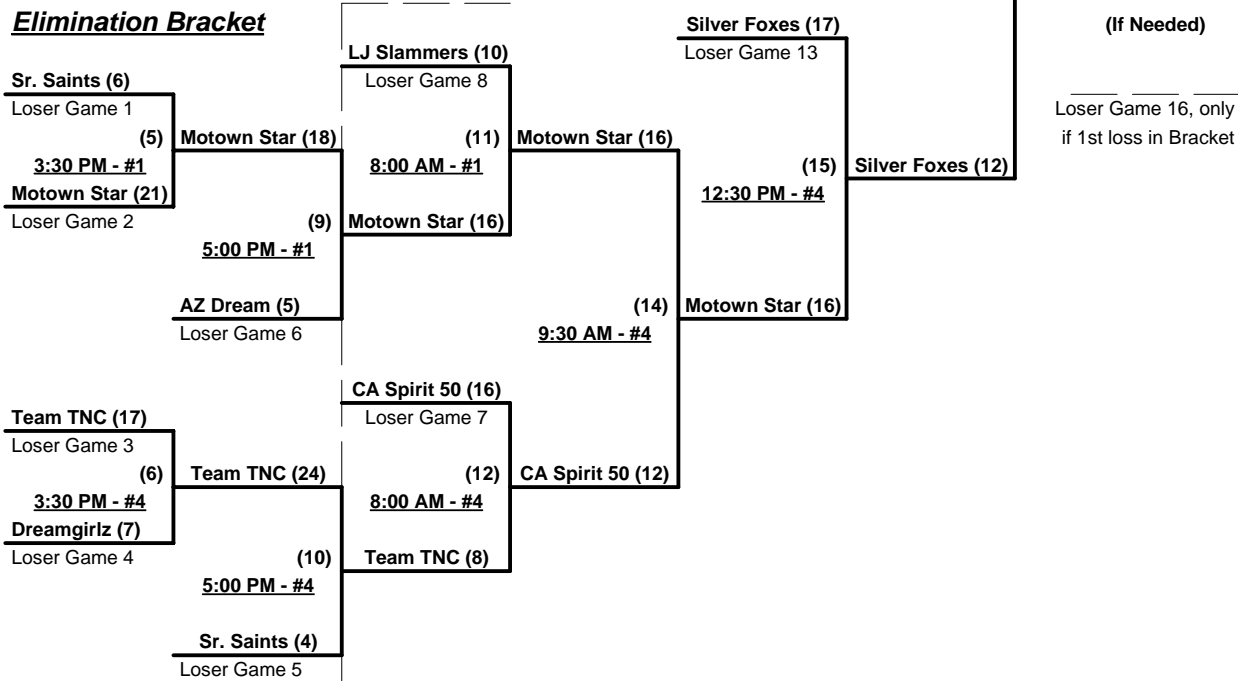 Elimination Bracket
Silver Foxes (17)
(If Needed)
LJ Slammers (10)
Loser Game 13
Sr. Saints (6)
Loser Game 8
Loser Game 1
Loser Game 16, only
(5)
Motown Star (18)
(11)
Motown Star (16)
if 1st loss in Bracket
3:30 PM - #1
8:00 AM - #1
(15)
Silver Foxes (12)
Motown Star (21)
12:30 PM - #4
Loser Game 2
(9)
Motown Star (16)
5:00 PM - #1
AZ Dream (5)
(14)
Motown Star (16)
Loser Game 6
9:30 AM - #4
CA Spirit 50 (16)
Team TNC (17)
Loser Game 7
Loser Game 3
(6)
Team TNC (24)
(12)
CA Spirit 50 (12)
3:30 PM - #4
8:00 AM - #4
Dreamgirlz (7)
Loser Game 4
(10)
Team TNC (8)
5:00 PM - #4
Sr. Saints (4)
Loser Game 5